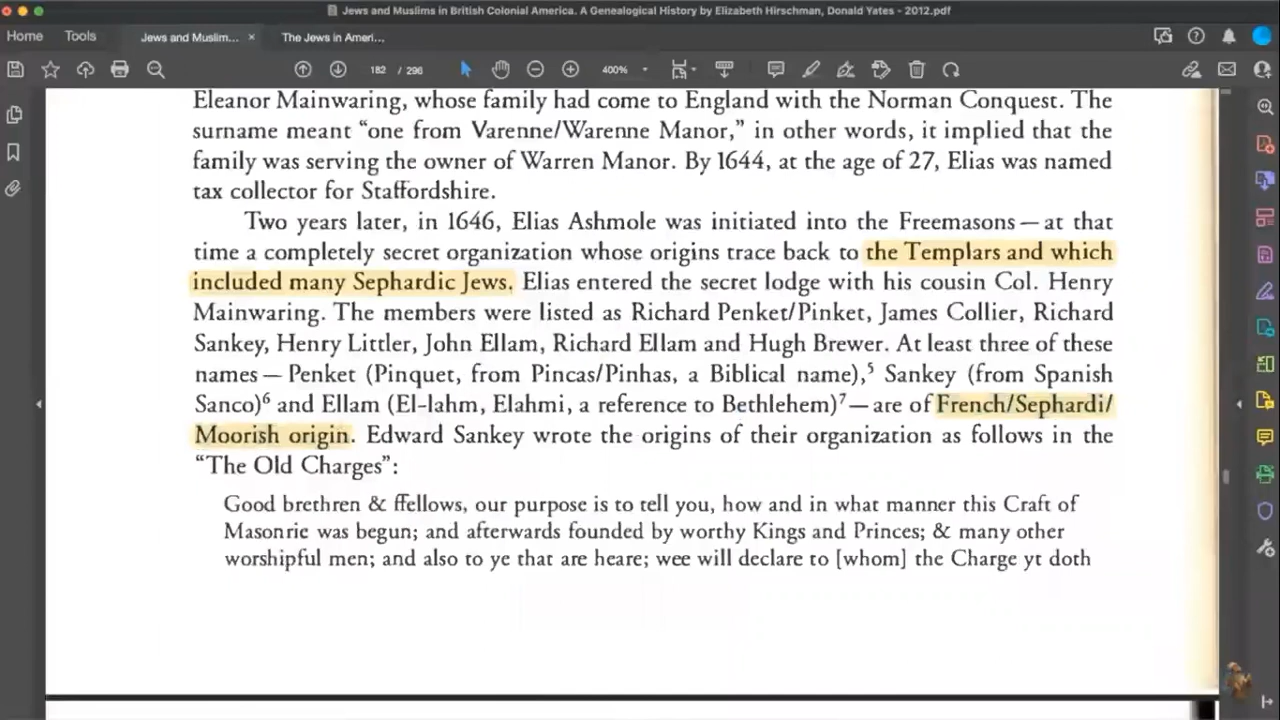 Jews and Muslims in British Colonial America. A Genealogical History by Elizabeth Hirschman, Donald Yates - 2012.pdf
Home Tools Jews and Muslim... × The Jews in Ameri...
182 / 296 400%
Eleanor Mainwaring, whose family had come to England with the Norman Conquest. The
surname meant “one from Varenne/Warenne Manor,” in other words, it implied that the
family was serving the owner of Warren Manor. By 1644, at the age of 27, Elias was named
tax collector for Staffordshire.
Two years later, in 1646, Elias Ashmole was initiated into the Freemasons — at that
time a completely secret organization whose origins trace back to the Templars and which
included many Sephardic Jews. Elias entered the secret lodge with his cousin Col. Henry
Mainwaring. The members were listed as Richard Penket/Pinket, James Collier, Richard
Sankey, Henry Littler, John Ellam, Richard Ellam and Hugh Brewer. At least three of these
names — Penket (Pinquet, from Pincas/Pinhas, a Biblical name),⁵ Sankey (from Spanish
Sanco)⁶ and Ellam (El-lahm, Elahmi, a reference to Bethlehem)⁷ — are of French/Sephardi/
Moorish origin. Edward Sankey wrote the origins of their organization as follows in the
“The Old Charges”:
Good brethren & ffellows, our purpose is to tell you, how and in what manner this Craft of
Masonrie was begun; and afterwards founded by worthy Kings and Princes; & many other
worshipful men; and also to ye that are heare; wee will declare to [whom] the Charge yt doth